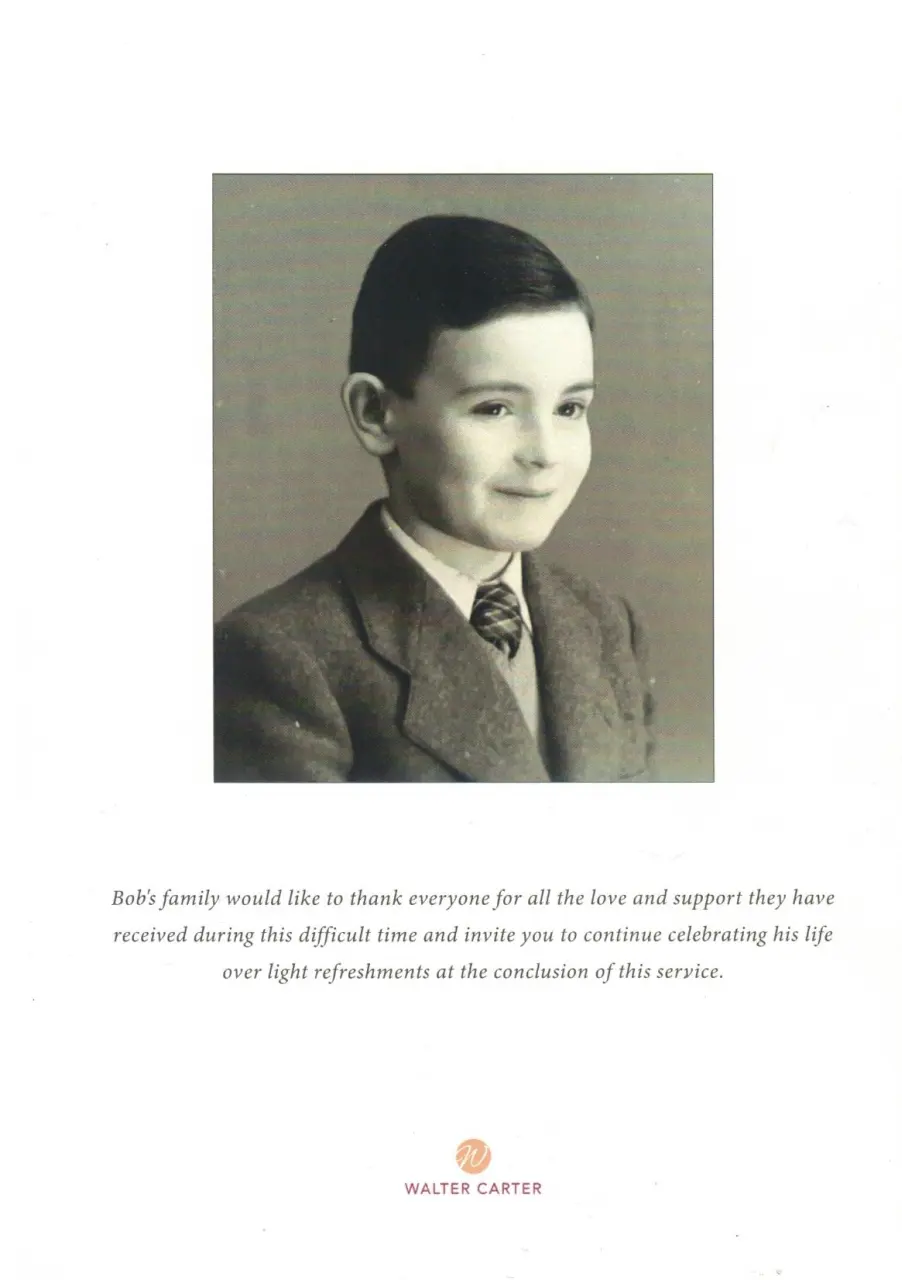 Bob's family would like to thank everyone for all the love and support they have
received during this difficult time and invite you to continue celebrating his life
over light refreshments at the conclusion of this service.
W
WALTER CARTER